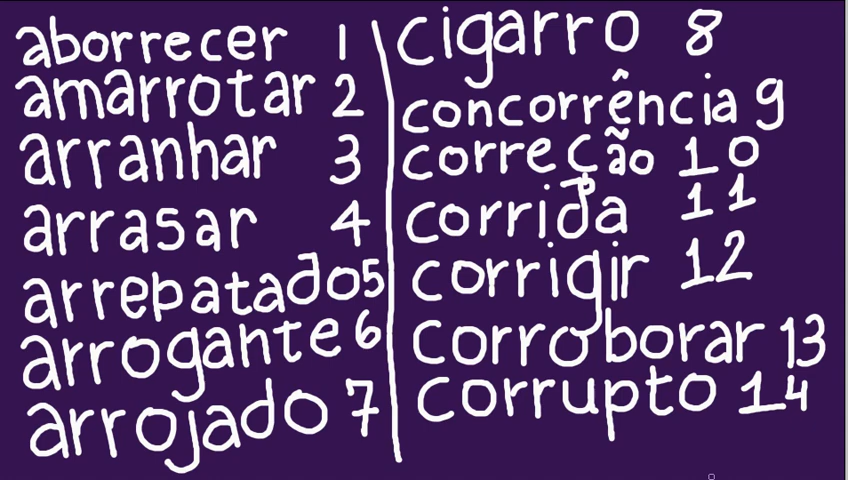 aborrecer 1
amarrotar 2
arranhar 3
arrasar 4
arrebatado 5
arrogante 6
arrojado 7
cigarro 8
concorrência 9
correção 10
corrida 11
corrigir 12
corroborar 13
corrupto 14